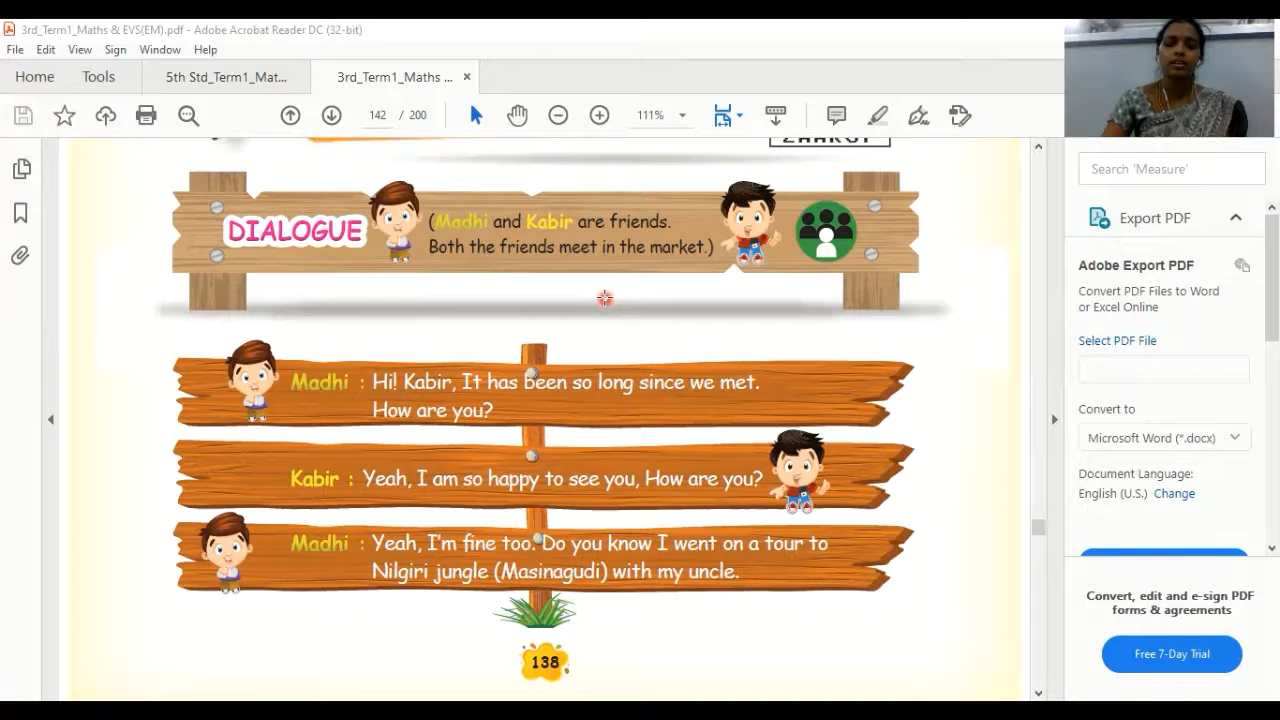 3rd_Term1_Maths & EVS(EM).pdf - Adobe Acrobat Reader DC (32-bit)
File Edit View Sign Window Help
Home Tools 5th Std_Term1_Mat... 3rd_Term1_Maths ... ×
142 / 200 111%
DIALOGUE
(Madhi and Kabir are friends.
Both the friends meet in the market.)
Madhi : Hi! Kabir, It has been so long since we met.
How are you?
Kabir : Yeah, I am so happy to see you, How are you?
Madhi : Yeah, I'm fine too. Do you know I went on a tour to
Nilgiri jungle (Masinagudi) with my uncle.
138
Search 'Measure'
Export PDF
Adobe Export PDF
Convert PDF Files to Word
or Excel Online
Select PDF File
Convert to
Microsoft Word (*.docx)
Document Language:
English (U.S.) Change
Convert, edit and e-sign PDF
forms & agreements
Free 7-Day Trial